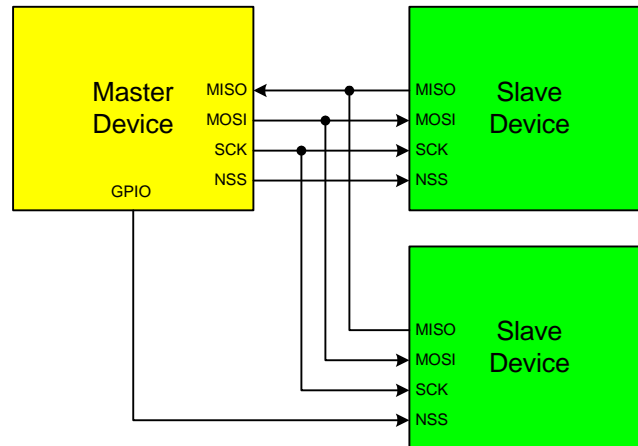 Master
Device
MISO
MOSI
SCK
NSS
GPIO
MISO
MOSI
SCK
NSS
Slave
Device
MISO
MOSI
SCK
NSS
Slave
Device